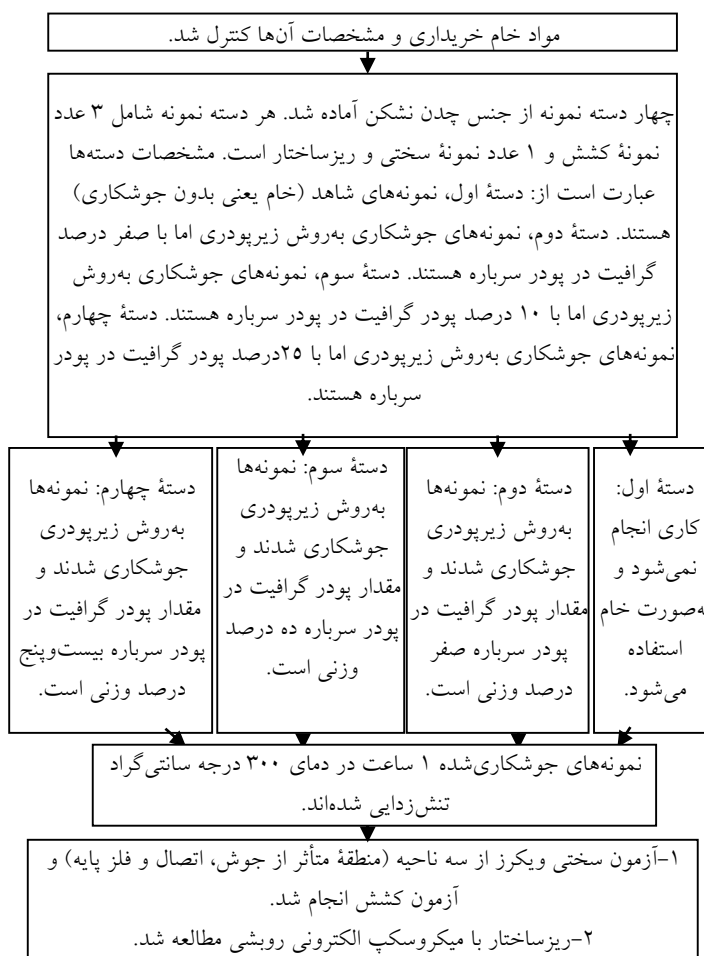 مواد خام خریداری و مشخصات آن‌ها کنترل شد.
چهار دسته نمونه از جنس چدن نشکن آماده شد. هر دسته نمونه شامل ۳ عدد
نمونهٔ کشش و ۱ عدد نمونهٔ سختی و ریزساختار است. مشخصات دسته‌ها
عبارت است از: دستهٔ اول، نمونه‌های شاهد (خام یعنی بدون جوشکاری)
هستند. دستهٔ دوم، نمونه‌های جوشکاری به‌روش زیرپودری اما با صفر درصد
گرافیت در پودر سرباره هستند. دستهٔ سوم، نمونه‌های جوشکاری به‌روش
زیرپودری اما با ۱۰ درصد پودر گرافیت در پودر سرباره هستند. دستهٔ چهارم،
نمونه‌های جوشکاری به‌روش زیرپودری اما با ۲۵درصد پودر گرافیت در پودر
سرباره هستند.
دستهٔ اول:
کاری انجام
نمی‌شود و
ه‌صورت خام
استفاده
می‌شود.
دستهٔ دوم: نمونه‌ها
به‌روش زیرپودری
جوشکاری شدند و
مقدار پودر گرافیت در
پودر سرباره صفر
درصد وزنی است.
دستهٔ سوم: نمونه‌ها
به‌روش زیرپودری
جوشکاری شدند و
مقدار پودر گرافیت در
پودر سرباره ده درصد
وزنی است.
دستهٔ چهارم: نمونه‌ها
به‌روش زیرپودری
جوشکاری شدند و
مقدار پودر گرافیت در
پودر سرباره بیست‌وپنج
درصد وزنی است.
نمونه‌های جوشکاری‌شده ۱ ساعت در دمای ۳۰۰ درجه سانتی‌گراد
تنش‌زدایی شده‌اند.
۱-آزمون سختی ویکرز از سه ناحیه (منطقهٔ متأثر از جوش، اتصال و فلز پایه) و
آزمون کشش انجام شد.
۲-ریزساختار با میکروسکپ الکترونی روبشی مطالعه شد.